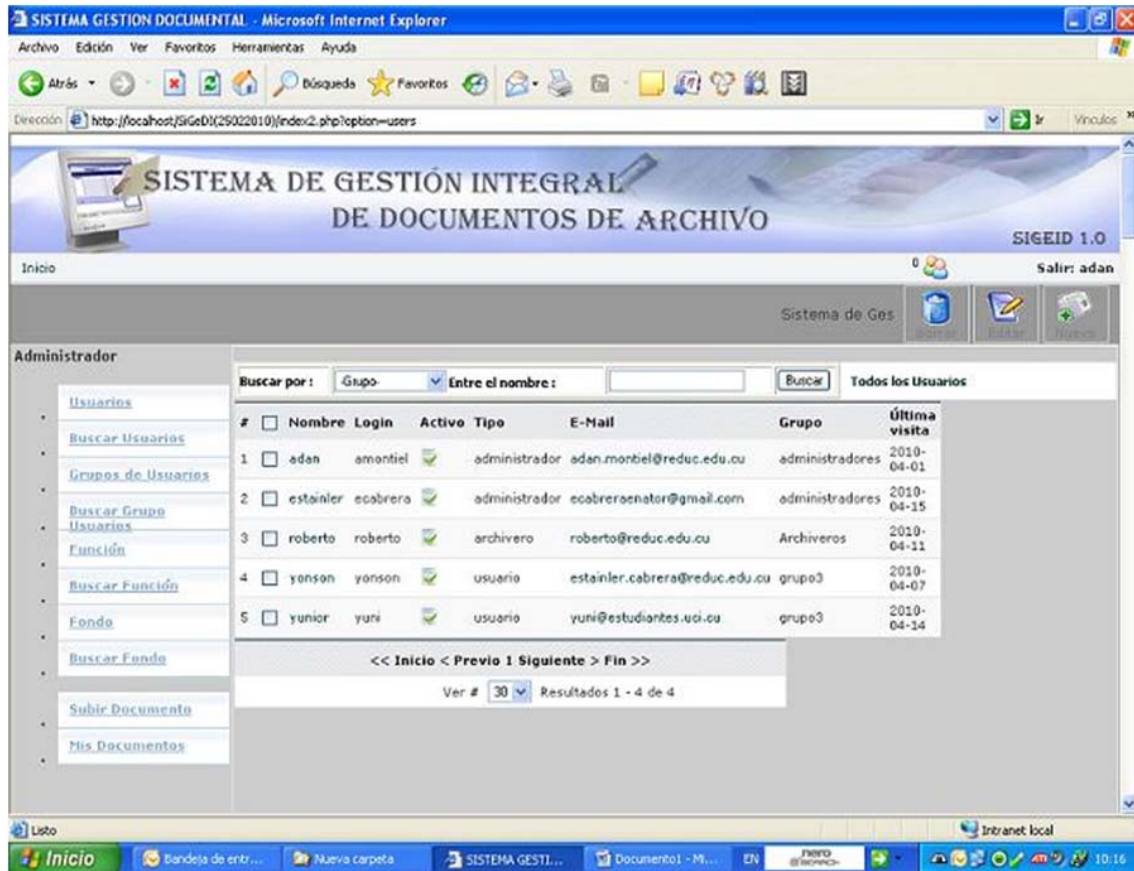 SISTEMA GESTION DOCUMENTAL - Microsoft Internet Explorer
Archivo Edición Ver Favoritos Herramientas Ayuda
Atrás Búsqueda Favoritos
Dirección http://localhost/SiGeDI(25022010)/index2.php?option=users Ir Vínculos »
SISTEMA DE GESTIÓN INTEGRAL
DE DOCUMENTOS DE ARCHIVO
SIGEID 1.0
Inicio 0 Salir: adan
Sistema de Ges Borrar Editar Nuevo
Administrador
Usuarios
Buscar Usuarios
Grupos de Usuarios
Buscar Grupo
Usuarios
Función
Buscar Función
Fondo
Buscar Fondo
Subir Documento
Mis Documentos
Buscar por : -Grupo- Entre el nombre : Buscar Todos los Usuarios
# Nombre Login Activo Tipo E-Mail Grupo Última visita
1 adan amontiel administrador adan.montiel@reduc.edu.cu administradores 2010-04-01
2 estainler ecabrera administrador ecabreraenator@gmail.com administradores 2010-04-15
3 roberto roberto archivero roberto@reduc.edu.cu Archiveros 2010-04-11
4 yonson yonson usuario estainler.cabrera@reduc.edu.cu grupo3 2010-04-07
5 yunior yuni usuario yuni@estudiantes.uci.cu grupo3 2010-04-14
<< Inicio < Previo 1 Siguiente > Fin >>
Ver # 30 Resultados 1 - 4 de 4
Listo Intranet local
Inicio Bandeja de entr... Nueva carpeta SISTEMA GESTI... Documento1 - M... EN nero 10:16